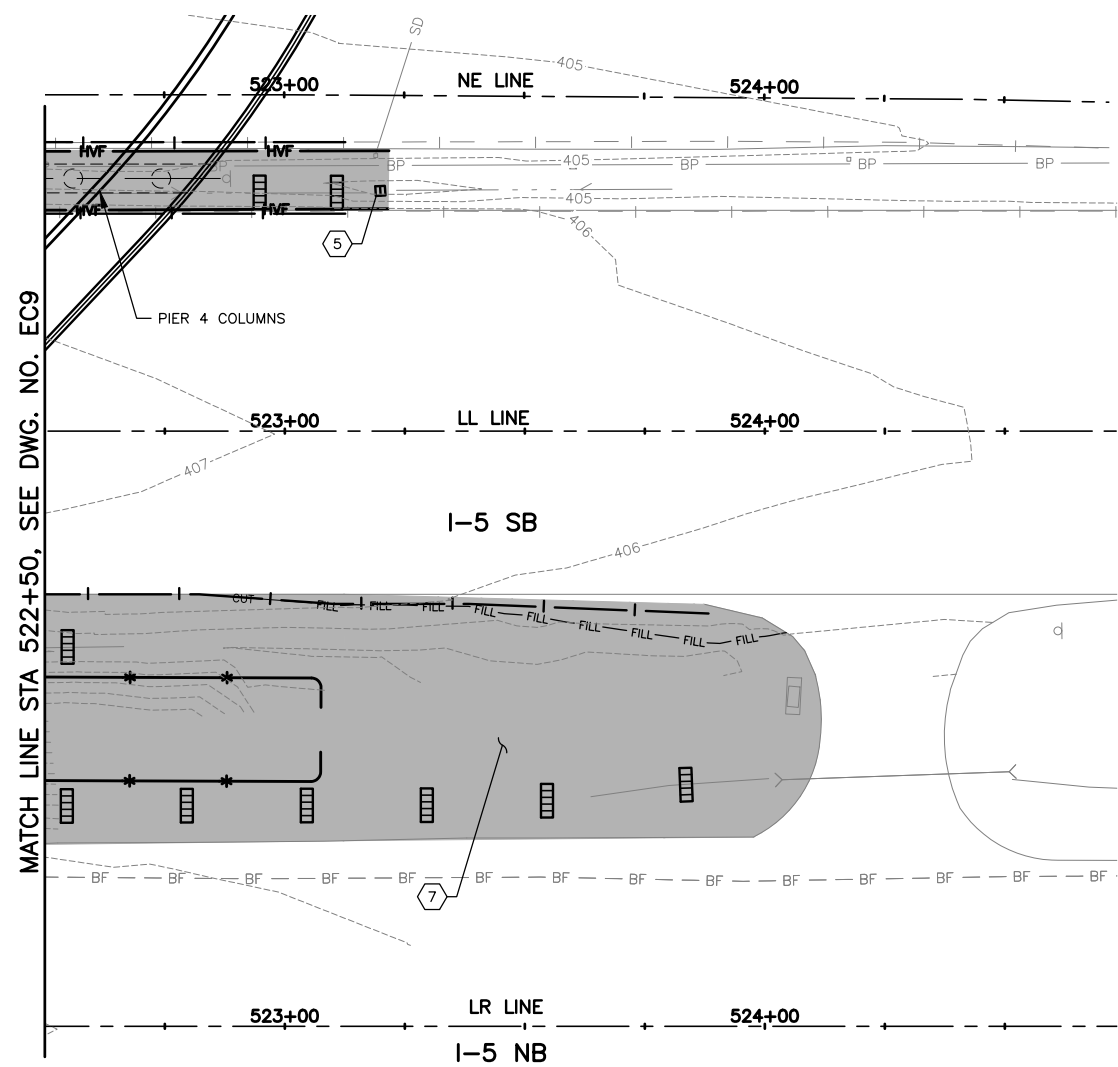 SD
405
NE LINE
523+00
524+00
HVF
HVF
405
BP
BP
BP
BP
405
HVF
HVF
406
5
PIER 4 COLUMNS
MATCH LINE STA 522+50, SEE DWG. NO. EC9
LL LINE
523+00
524+00
407
I-5 SB
406
CUT
FILL
FILL
FILL
FILL
FILL
FILL
FILL
FILL
FILL
7
BF
BF
BF
BF
BF
BF
BF
BF
BF
BF
BF
BF
BF
BF
LR LINE
523+00
524+00
I-5 NB